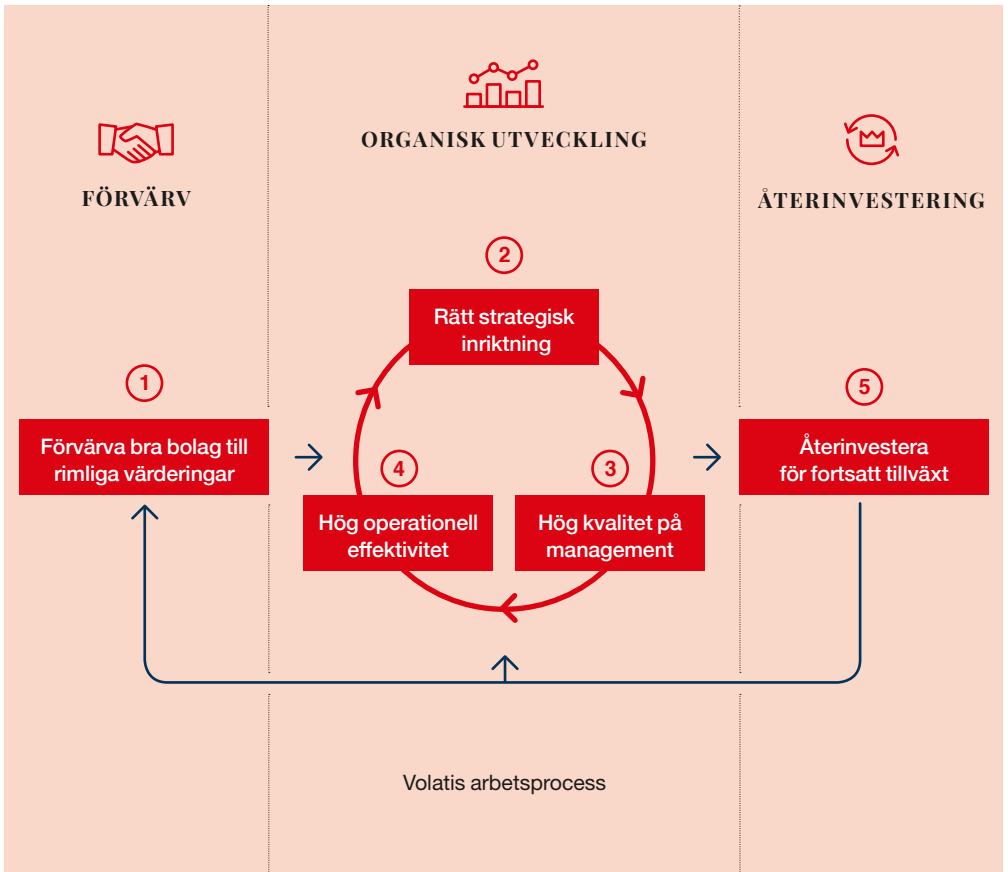 FÖRVÄRV
ORGANISK UTVECKLING
ÅTERINVESTERING
1
Förvärva bra bolag till
rimliga värderingar
2
Rätt strategisk
inriktning
3
Hög kvalitet på
management
4
Hög operationell
effektivitet
5
Återinvestera
för fortsatt tillväxt
Volatis arbetsprocess